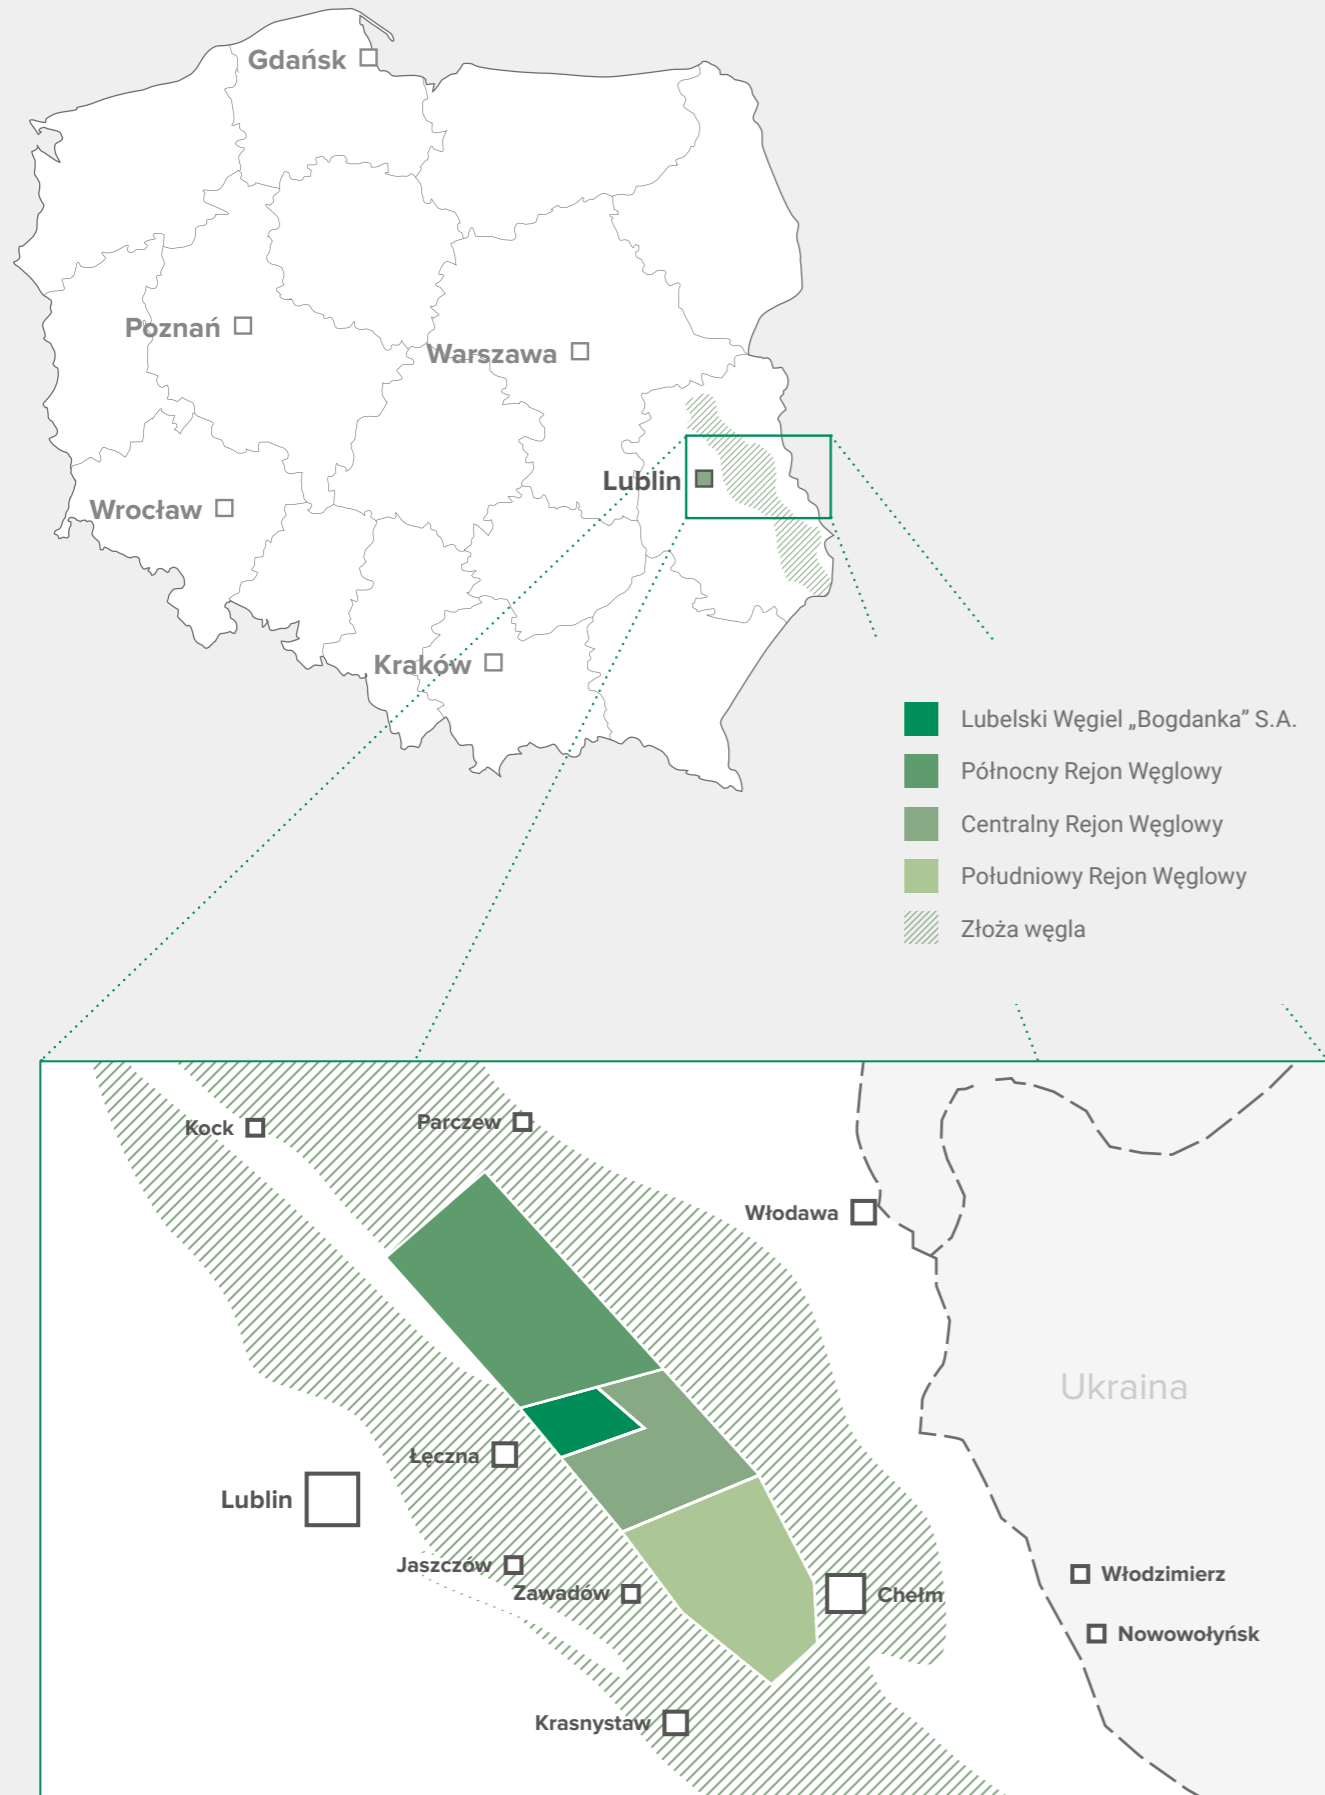 Gdańsk
Poznań
Warszawa
Lublin
Wrocław
Kraków
Lubelski Węgiel „Bogdanka” S.A.
Północny Rejon Węglowy
Centralny Rejon Węglowy
Południowy Rejon Węglowy
Złoża węgla
Kock
Parczew
Włodawa
Ukraina
Łęczna
Lublin
Jaszczów
Zawadów
Chełm
Włodzimierz
Nowowołyńsk
Krasnystaw